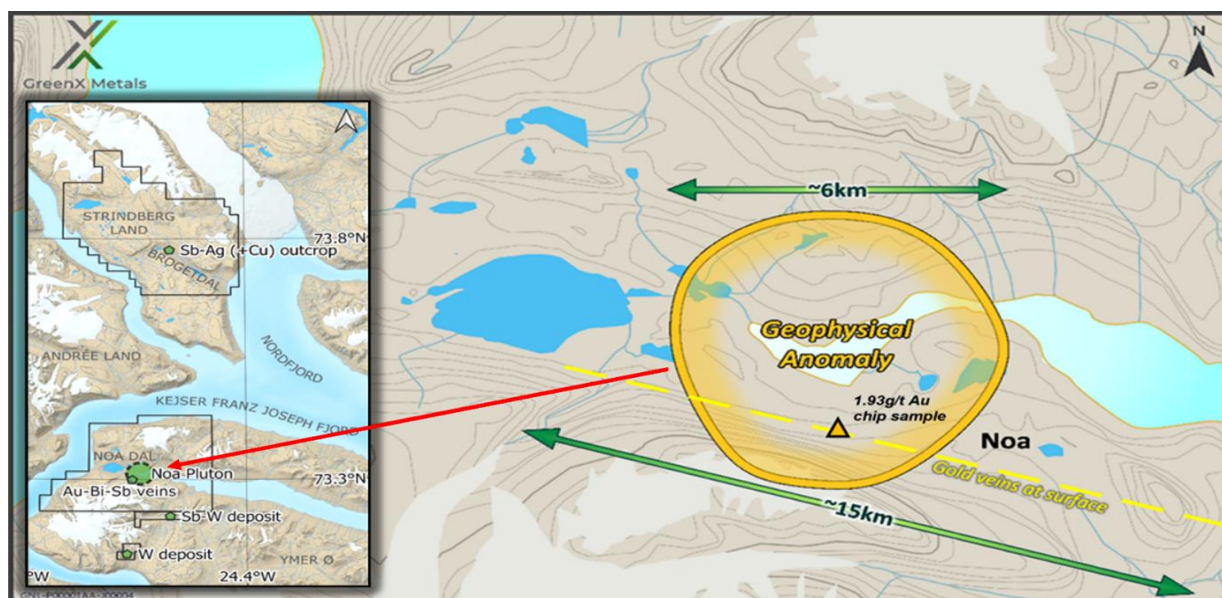 GreenX Metals
N
STRINDBERG
LAND
73.8°N
Sb-Ag (+Cu) outcrop
BROGETDAL
NORDFJORD
ANDRÉE LAND
KEJSER FRANZ JOSEPH FJORD
NOA DAL
Noa Pluton
73.3°N
Au-Bi-Sb veins
Sb-W deposit
W deposit
YMER Ø
°W
24.4°W
~6km
Geophysical
Anomaly
1.93g/t Au
chip sample
Noa
Gold veins at surface
~15km